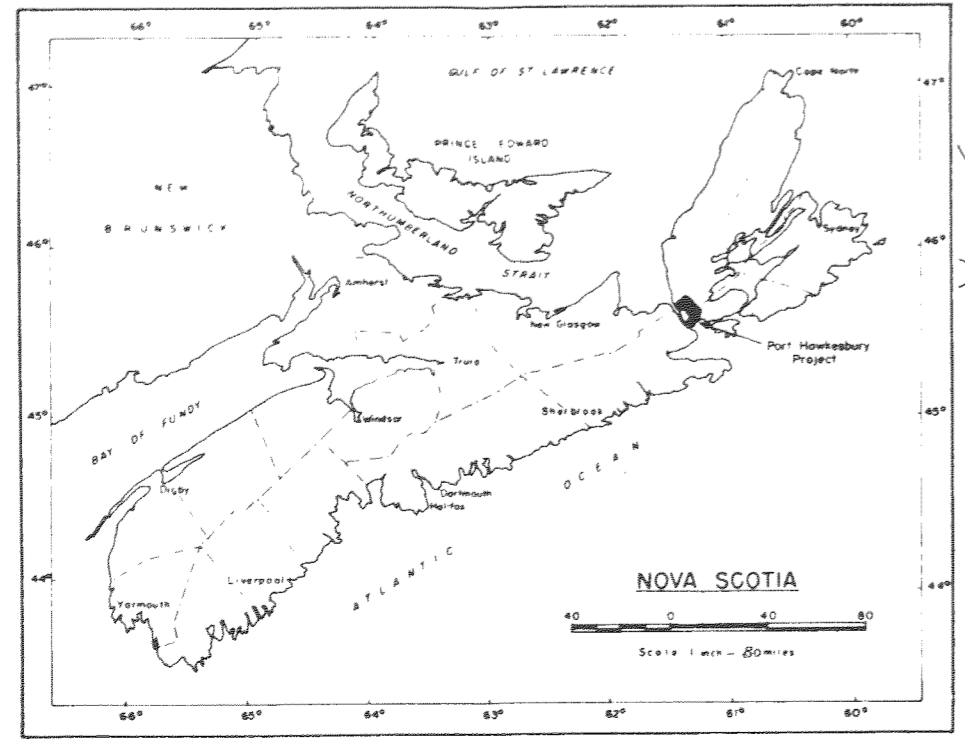 66° 65° 64° 63° 62° 61° 60°
GULF OF ST LAWRENCE
Cape North
47° 47°
PRINCE EDWARD
ISLAND
NEW
BRUNSWICK
NORTHUMBERLAND
STRAIT
Sydney
46° 46°
Amherst
New Glasgow
Port Hawkesbury
Project
Truro
BAY OF FUNDY
Windsor
Sherbrook
45° 45°
OCEAN
Digby
Dartmouth
Halifax
ATLANTIC
44° 44°
Liverpool
Yarmouth
NOVA SCOTIA
40 0 40 80
Scale 1 inch - 80 miles
66° 65° 64° 63° 62° 61° 60°